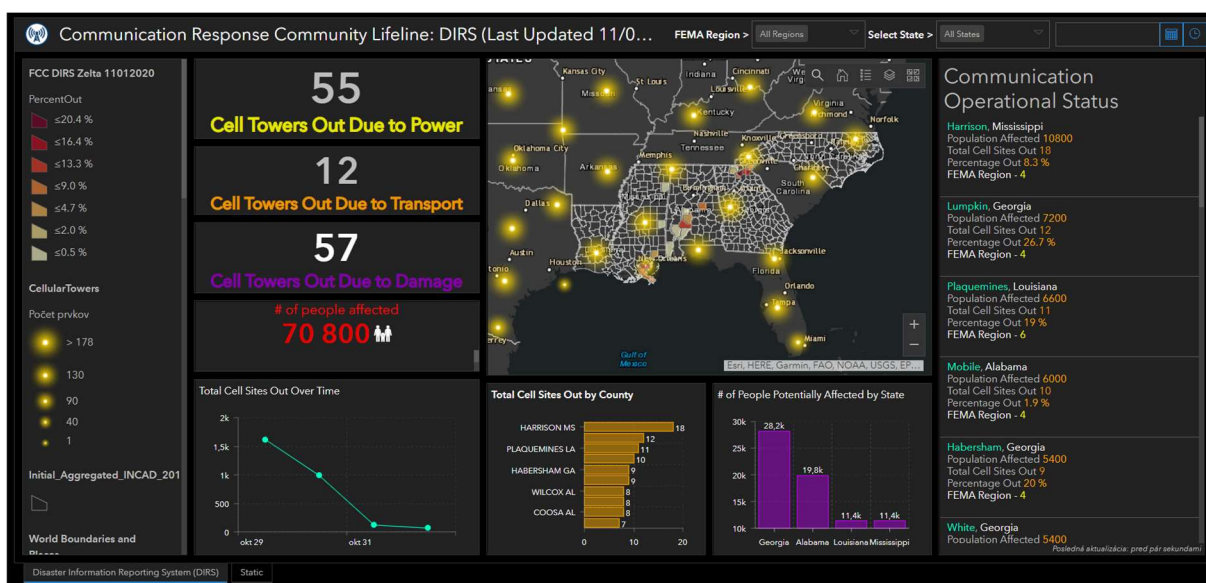 Communication Response Community Lifeline: DIRS (Last Updated 11/0...
FEMA Region >
All Regions
Select State >
All States
FCC DIRS Zelta 11012020
PercentOut
≤20.4 %
≤16.4 %
≤13.3 %
≤9.0 %
≤4.7 %
≤2.0 %
≤0.5 %
CellularTowers
Počet prvkov
> 178
130
90
40
1
Initial_Aggregated_INCAD_201
World Boundaries and
Places
55
Cell Towers Out Due to Power
12
Cell Towers Out Due to Transport
57
Cell Towers Out Due to Damage
# of people affected
70 800
Kansas City
St Louis
Indiana
Cincinnati
Kentucky
Virginia
Norfolk
Nashville
Knoxville
Tennessee
Oklahoma City
Oklahoma
Memphis
South
Carolina
Dallas
Austin
Houston
Jacksonville
Florida
Orlando
Tampa
Miami
Gulf of
Mexico
Esri, HERE, Garmin, FAO, NOAA, USGS, EP...
Total Cell Sites Out Over Time
2k
1,5k
1k
500
0
okt 29
okt 31
Total Cell Sites Out by County
HARRISON MS
PLAQUEMINES LA
HABERSHAM GA
WILCOX AL
COOSA AL
18
12
11
10
9
9
8
8
8
7
0
10
20
# of People Potentially Affected by State
30k
25k
20k
15k
10k
28,2k
19,8k
11,4k
11,4k
Georgia
Alabama
Louisiana
Mississippi
Communication
Operational Status
Harrison, Mississippi
Population Affected 10800
Total Cell Sites Out 18
Percentage Out 8.3 %
FEMA Region - 4
Lumpkin, Georgia
Population Affected 7200
Total Cell Sites Out 12
Percentage Out 26.7 %
FEMA Region - 4
Plaquemines, Louisiana
Population Affected 6600
Total Cell Sites Out 11
Percentage Out 19 %
FEMA Region - 6
Mobile, Alabama
Population Affected 6000
Total Cell Sites Out 10
Percentage Out 1.9 %
FEMA Region - 4
Habersham, Georgia
Population Affected 5400
Total Cell Sites Out 9
Percentage Out 20 %
FEMA Region - 4
White, Georgia
Population Affected 5400
Posledná aktualizácia: pred pár sekundami
Disaster Information Reporting System (DIRS)
Static